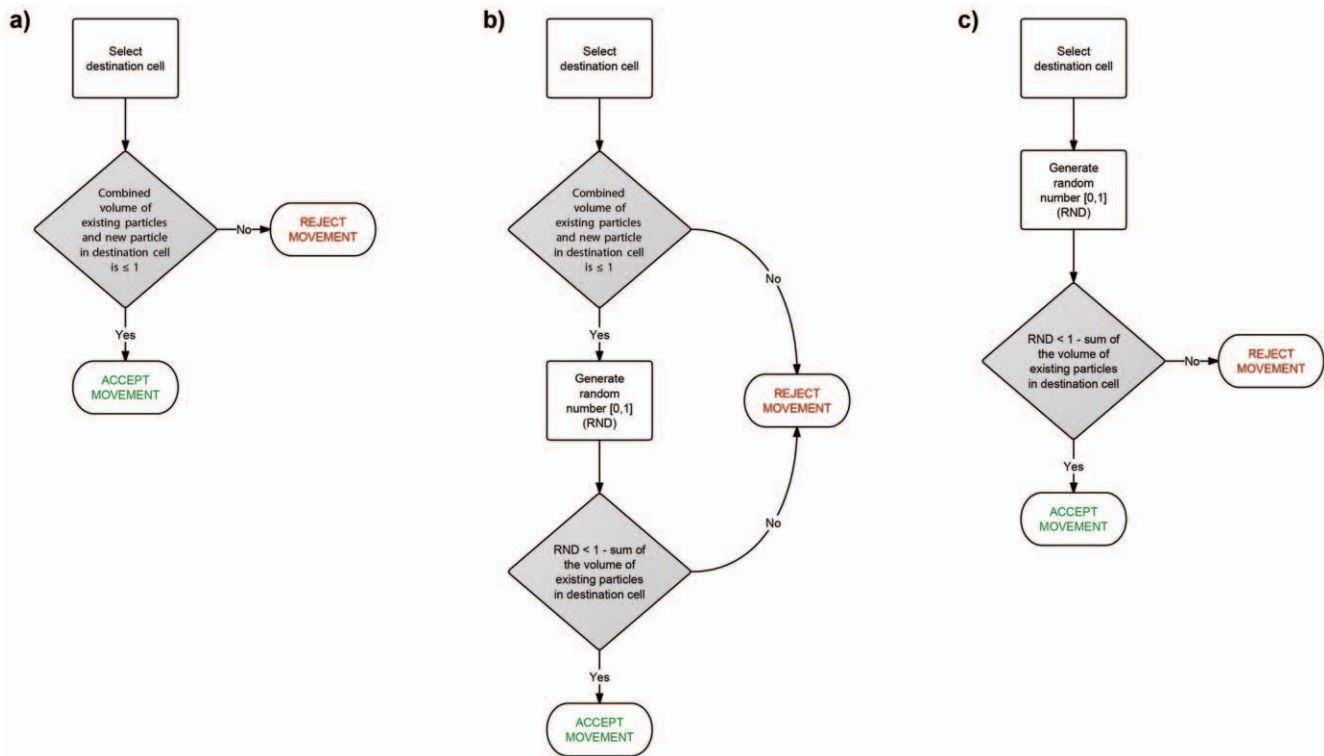 a)
Select
destination cell
Combined
volume of
existing particles
and new particle
in destination cell
is ≤ 1
No
REJECT
MOVEMENT
Yes
ACCEPT
MOVEMENT
b)
Select
destination cell
Combined
volume of
existing particles
and new particle
in destination cell
is ≤ 1
No
Yes
Generate
random
number [0,1]
(RND)
REJECT
MOVEMENT
RND < 1 - sum of
the volume of
existing particles
in destination cell
No
Yes
ACCEPT
MOVEMENT
c)
Select
destination cell
Generate
random
number [0,1]
(RND)
RND < 1 - sum of
the volume of
existing particles
in destination cell
No
REJECT
MOVEMENT
Yes
ACCEPT
MOVEMENT